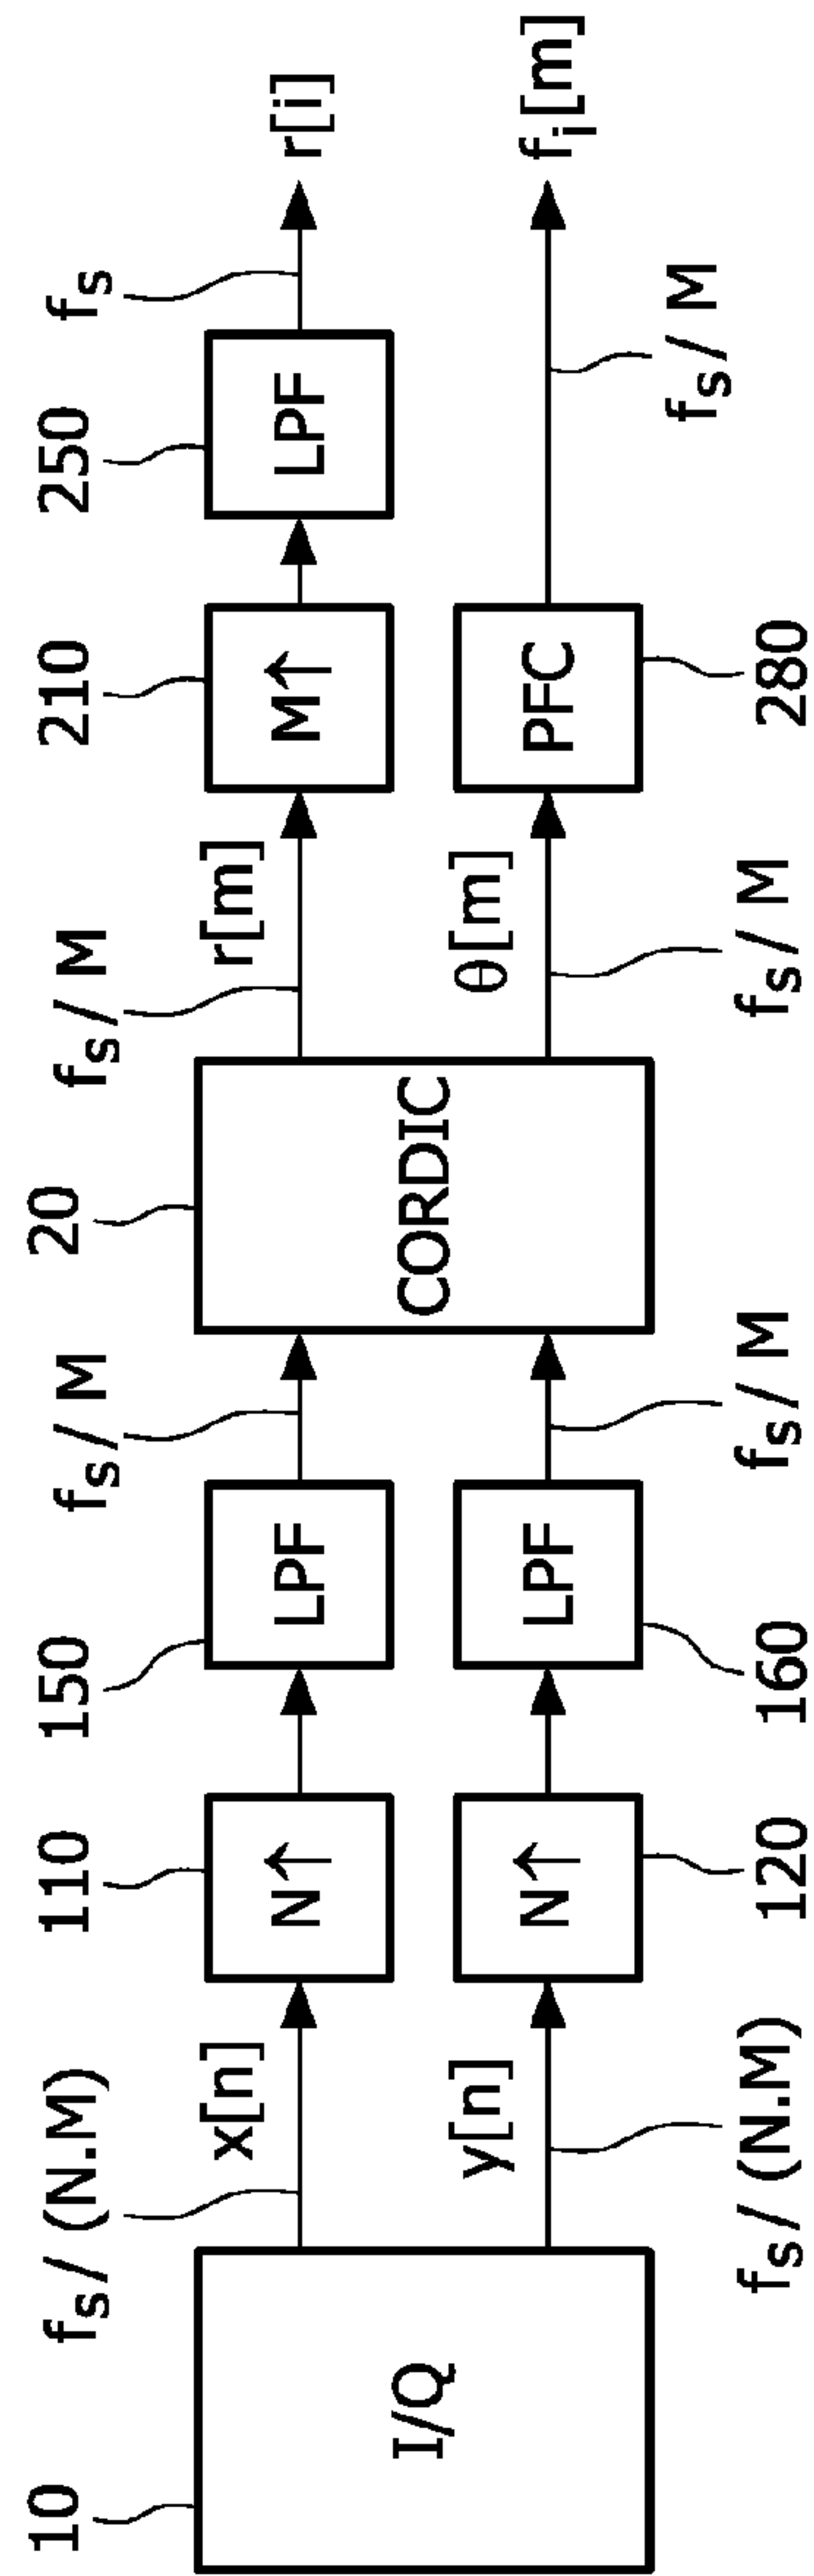 10
I/Q
fs/ (N.M)
x[n]
y[n]
fs/ (N.M)
110
N↑
120
N↑
150
LPF
160
LPF
fs/ M
fs/ M
20
CORDIC
fs/ M
r[m]
θ[m]
fs/ M
210
M↑
280
PFC
250
LPF
fs
r[i]
fs/ M
fi[m]